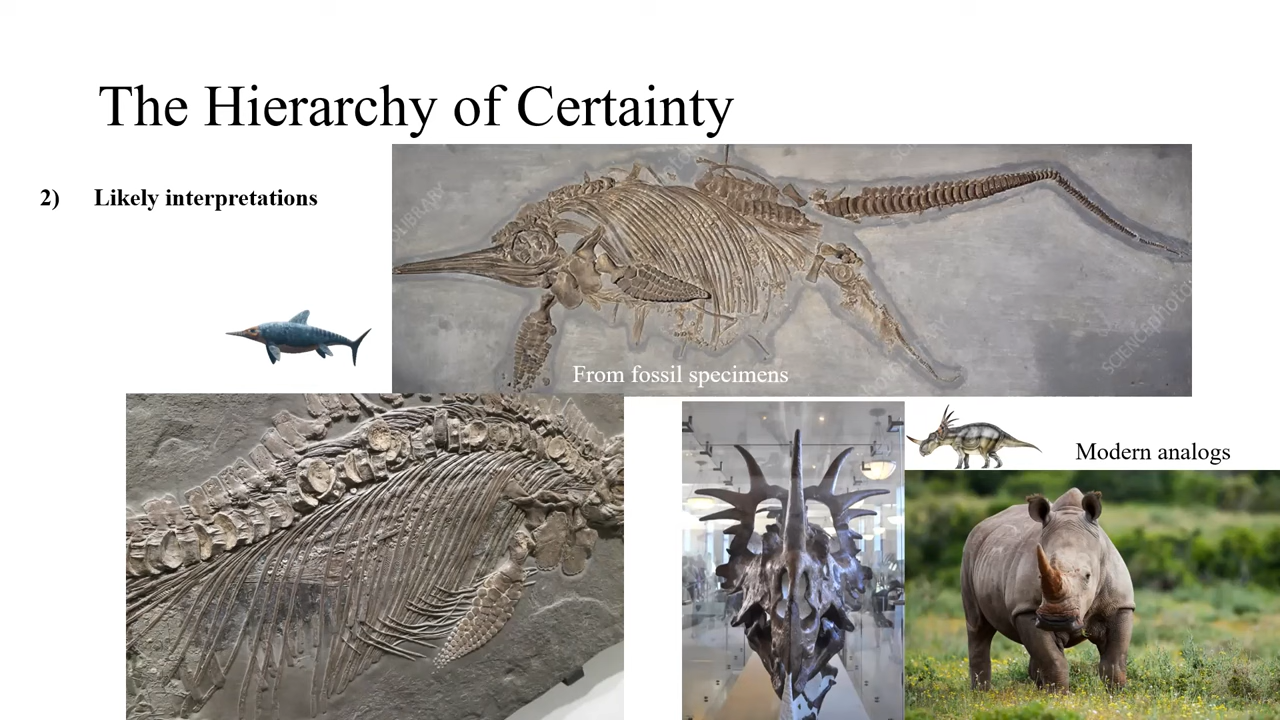 The Hierarchy of Certainty
2) Likely interpretations
From fossil specimens
Modern analogs